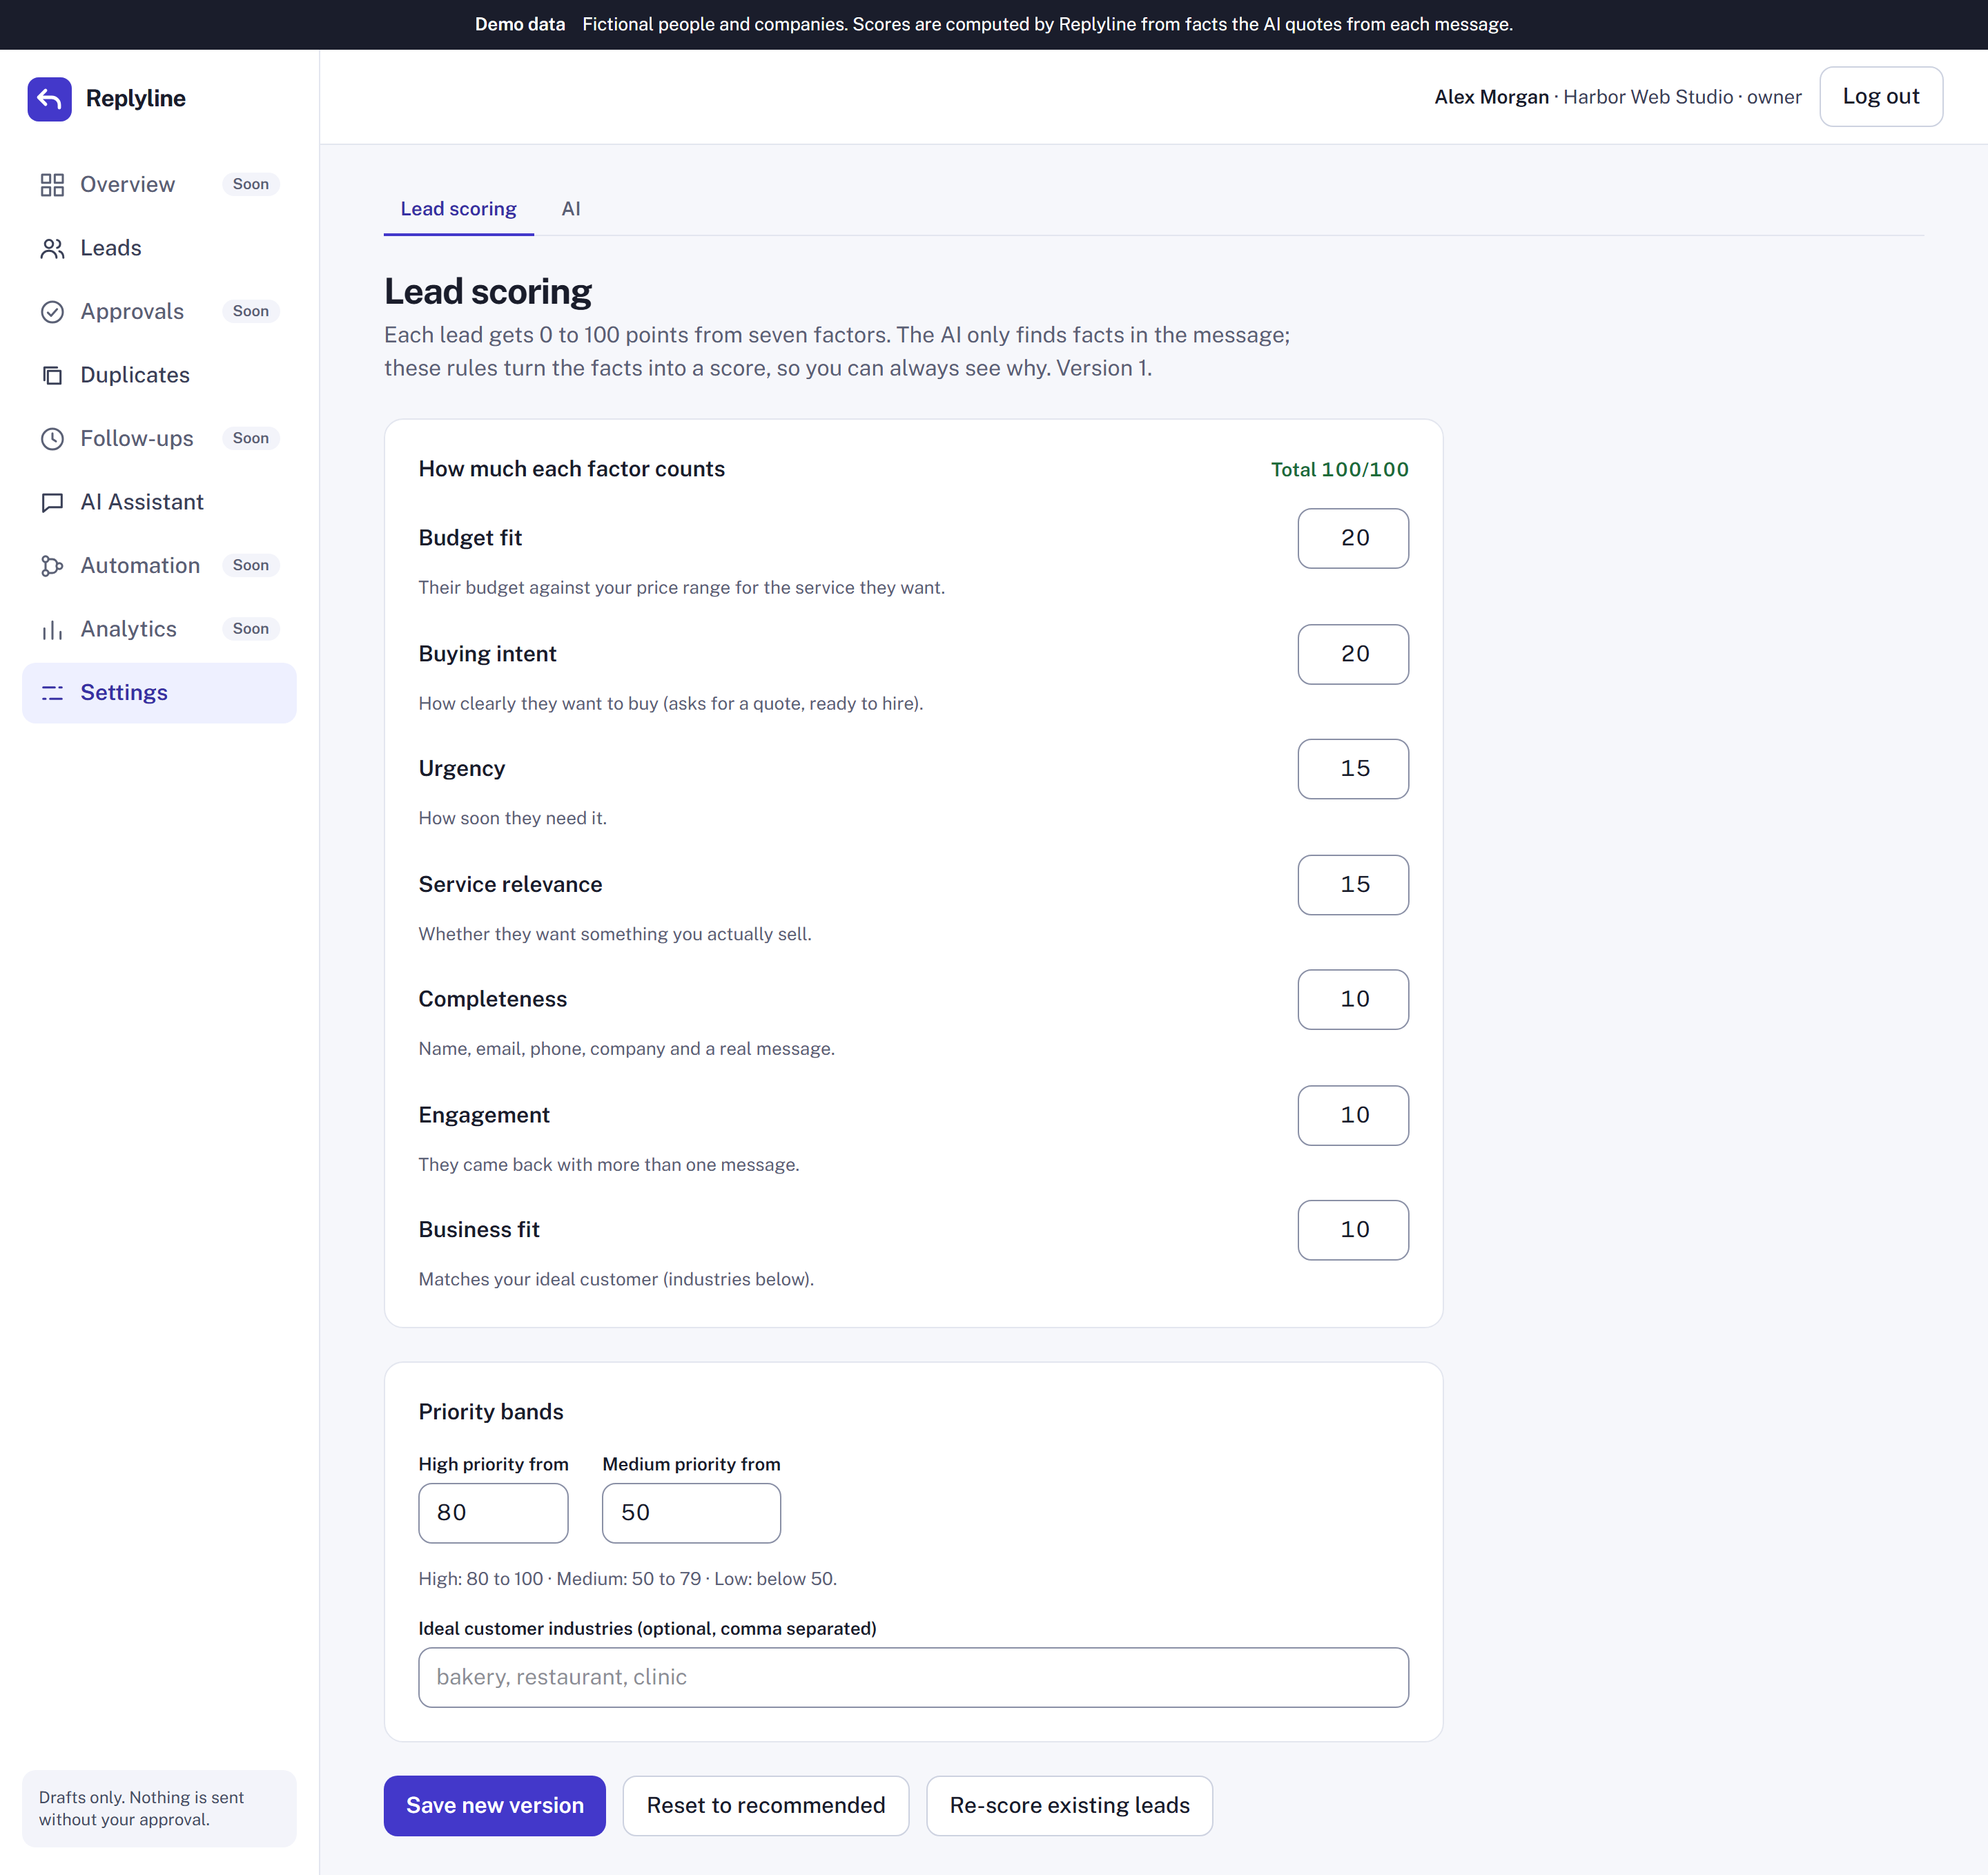 Demo data Fictional people and companies. Scores are computed by Replyline from facts the AI quotes from each message.
Replyline
Alex Morgan · Harbor Web Studio · owner
Log out
Overview Soon
Leads
Approvals Soon
Duplicates
Follow-ups Soon
AI Assistant
Automation Soon
Analytics Soon
Settings
Drafts only. Nothing is sent
without your approval.
Lead scoring AI
Lead scoring
Each lead gets 0 to 100 points from seven factors. The AI only finds facts in the message;
these rules turn the facts into a score, so you can always see why. Version 1.
How much each factor counts Total 100/100
Budget fit 20
Their budget against your price range for the service they want.
Buying intent 20
How clearly they want to buy (asks for a quote, ready to hire).
Urgency 15
How soon they need it.
Service relevance 15
Whether they want something you actually sell.
Completeness 10
Name, email, phone, company and a real message.
Engagement 10
They came back with more than one message.
Business fit 10
Matches your ideal customer (industries below).
Priority bands
High priority from Medium priority from
80 50
High: 80 to 100 · Medium: 50 to 79 · Low: below 50.
Ideal customer industries (optional, comma separated)
bakery, restaurant, clinic
Save new version Reset to recommended Re-score existing leads